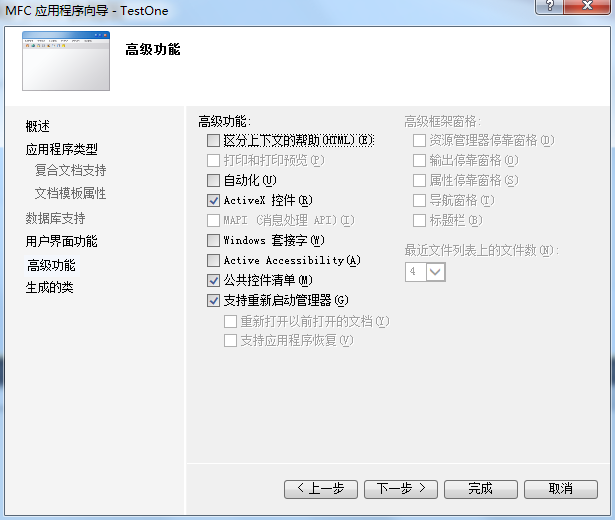 MFC 应用程序向导 - TestOne
高级功能
概述
应用程序类型
复合文档支持
文档模板属性
数据库支持
用户界面功能
高级功能
生成的类
高级功能:
区分上下文的帮助(HTML)(E)
打印和打印预览(P)
自动化(U)
ActiveX 控件(R)
MAPI (消息处理 API)(I)
Windows 套接字(W)
Active Accessibility(A)
公共控件清单(M)
支持重新启动管理器(G)
重新打开以前打开的文档(Y)
支持应用程序恢复(V)
高级框架窗格:
资源管理器停靠窗格(D)
输出停靠窗格(O)
属性停靠窗格(S)
导航窗格(T)
标题栏(B)
最近文件列表上的文件数(N):
4
< 上一步
下一步 >
完成
取消